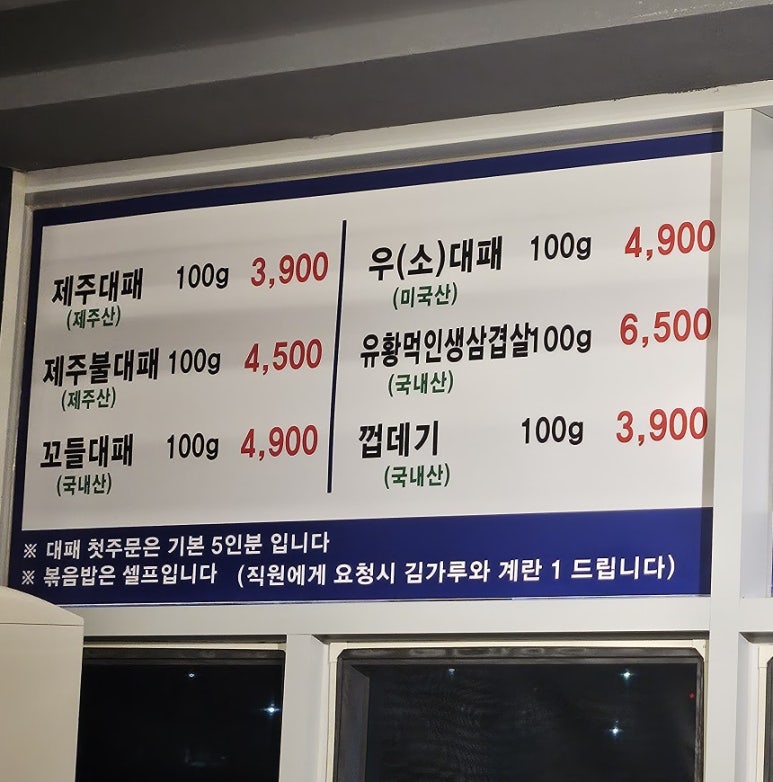 제주대패 100g 3,900
(제주산)
제주불대패 100g 4,500
(제주산)
꼬들대패 100g 4,900
(국내산)
우(소)대패 100g 4,900
(미국산)
유황먹인생삼겹살100g 6,500
(국내산)
껍데기 100g 3,900
(국내산)
※ 대패 첫주문은 기본 5인분 입니다
※ 볶음밥은 셀프입니다 (직원에게 요청시 김가루와 계란 1 드립니다)